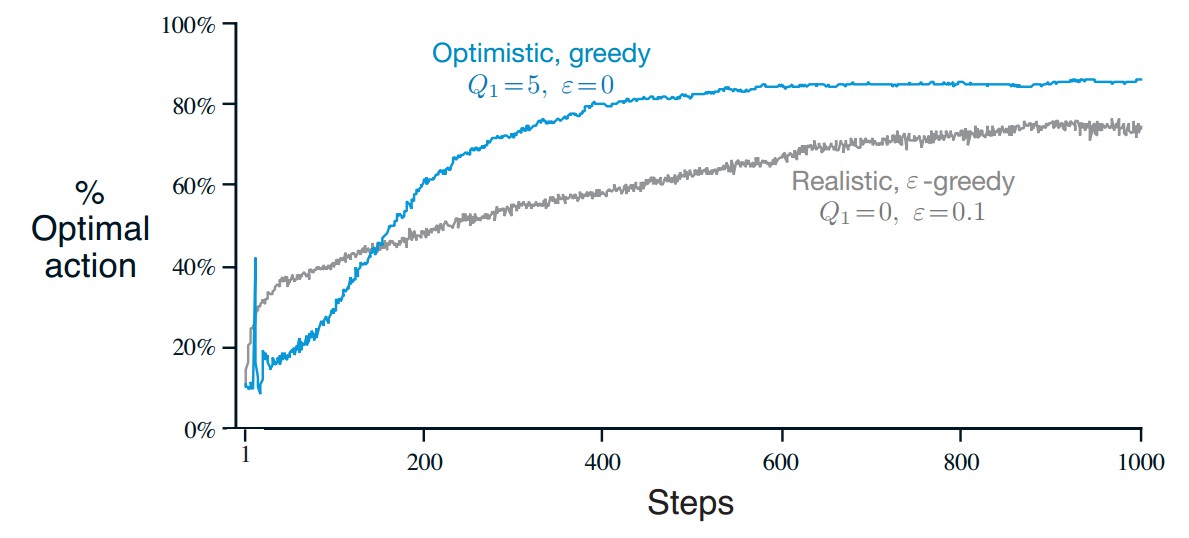 100%
80%
60%
40%
20%
0%
%
Optimal
action
Optimistic, greedy
Q₁=5, ε=0
Realistic, ε-greedy
Q₁=0, ε=0.1
1
200
400
600
800
1000
Steps